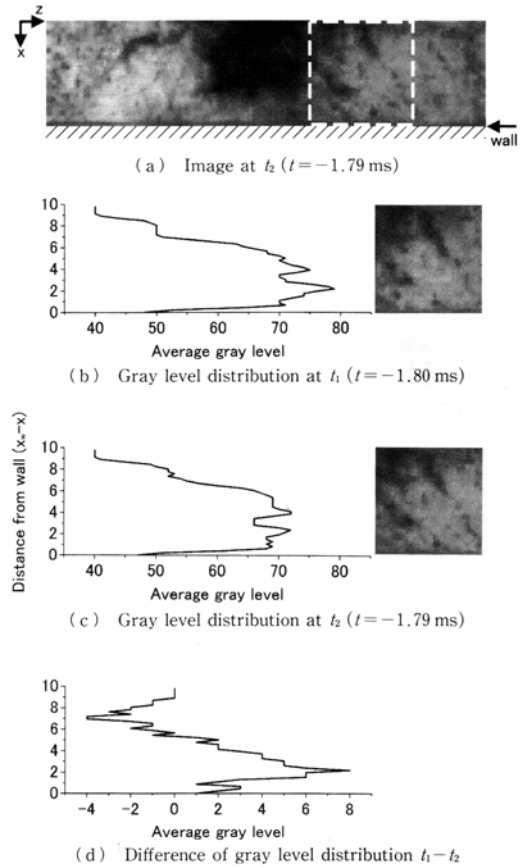 z
x
wall
(a) Image at t₂ (t=−1.79 ms)
10
8
6
4
2
0
40 50 60 70 80
Average gray level
(b) Gray level distribution at t₁ (t=−1.80 ms)
Distance from wall (xw−x)
10
8
6
4
2
0
40 50 60 70 80
Average gray level
(c) Gray level distribution at t₂ (t=−1.79 ms)
10
8
6
4
2
0
-4 -2 0 2 4 6 8
Average gray level
(d) Difference of gray level distribution t₁−t₂